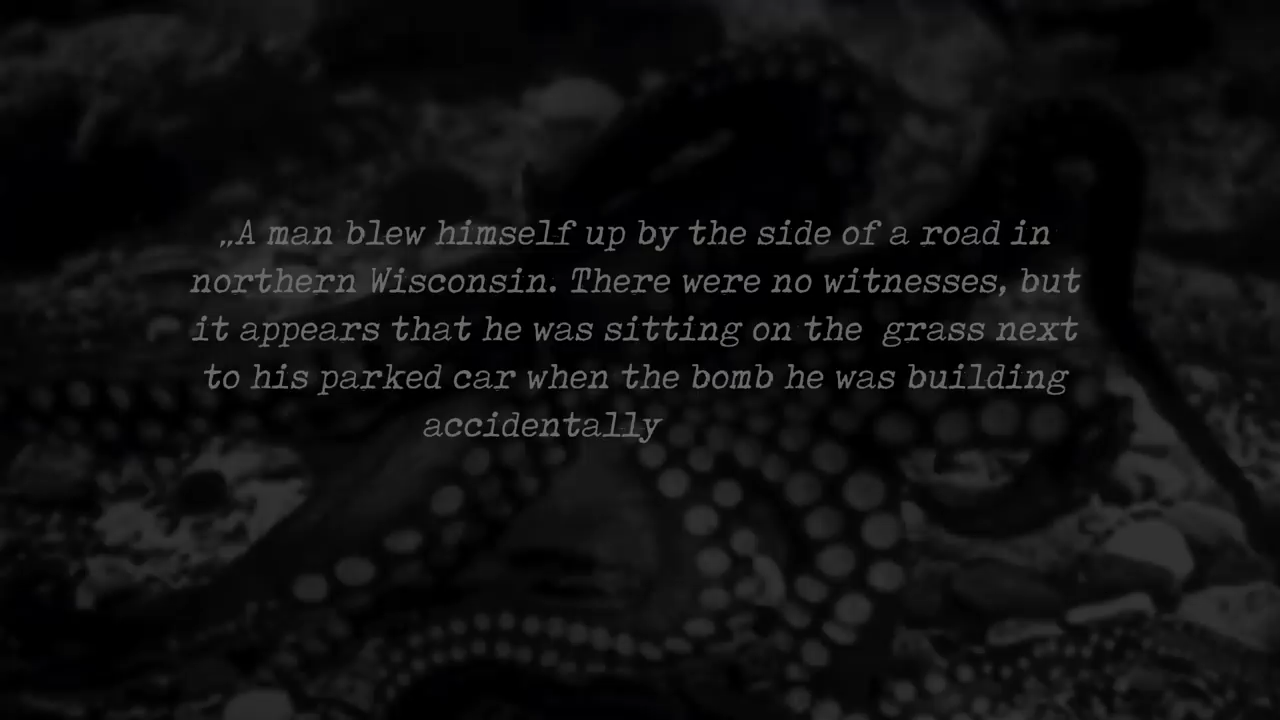 „A man blew himself up by the side of a road in
northern Wisconsin. There were no witnesses, but
it appears that he was sitting on the grass next
to his parked car when the bomb he was building
accidentally